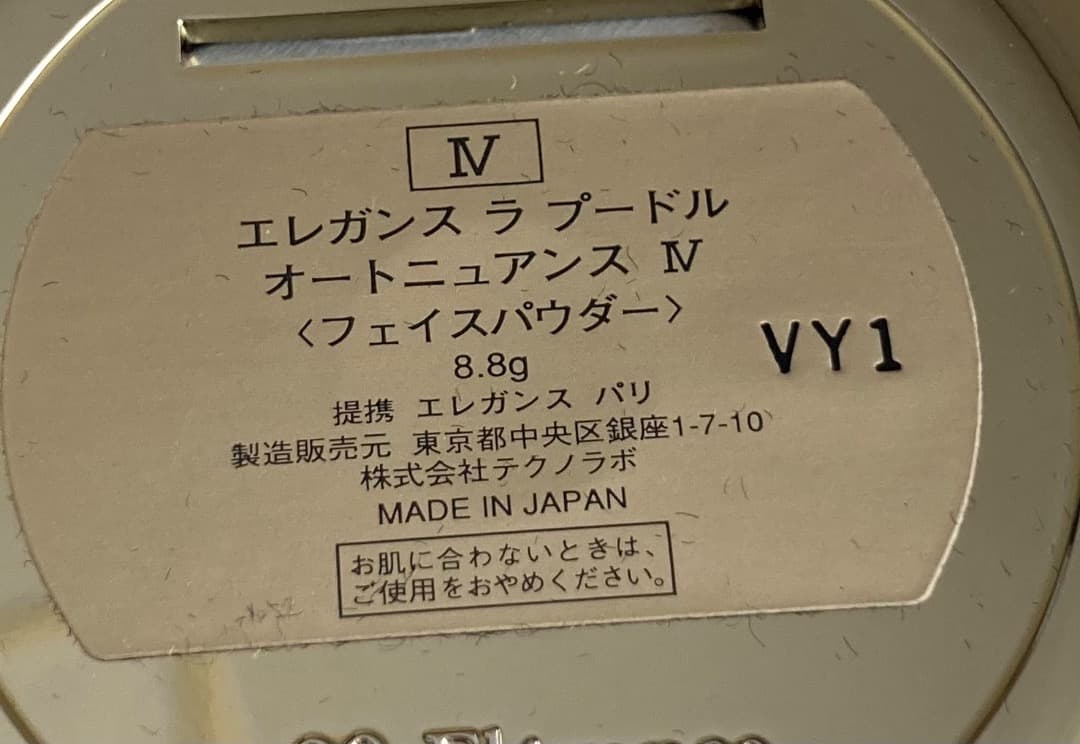 Ⅳ
エレガンス ラ プードル
オートニュアンス Ⅳ
〈フェイスパウダー〉
8.8g
VY1
提携 エレガンス パリ
製造販売元 東京都中央区銀座1-7-10
株式会社テクノラボ
MADE IN JAPAN
お肌に合わないときは、
ご使用をおやめください。